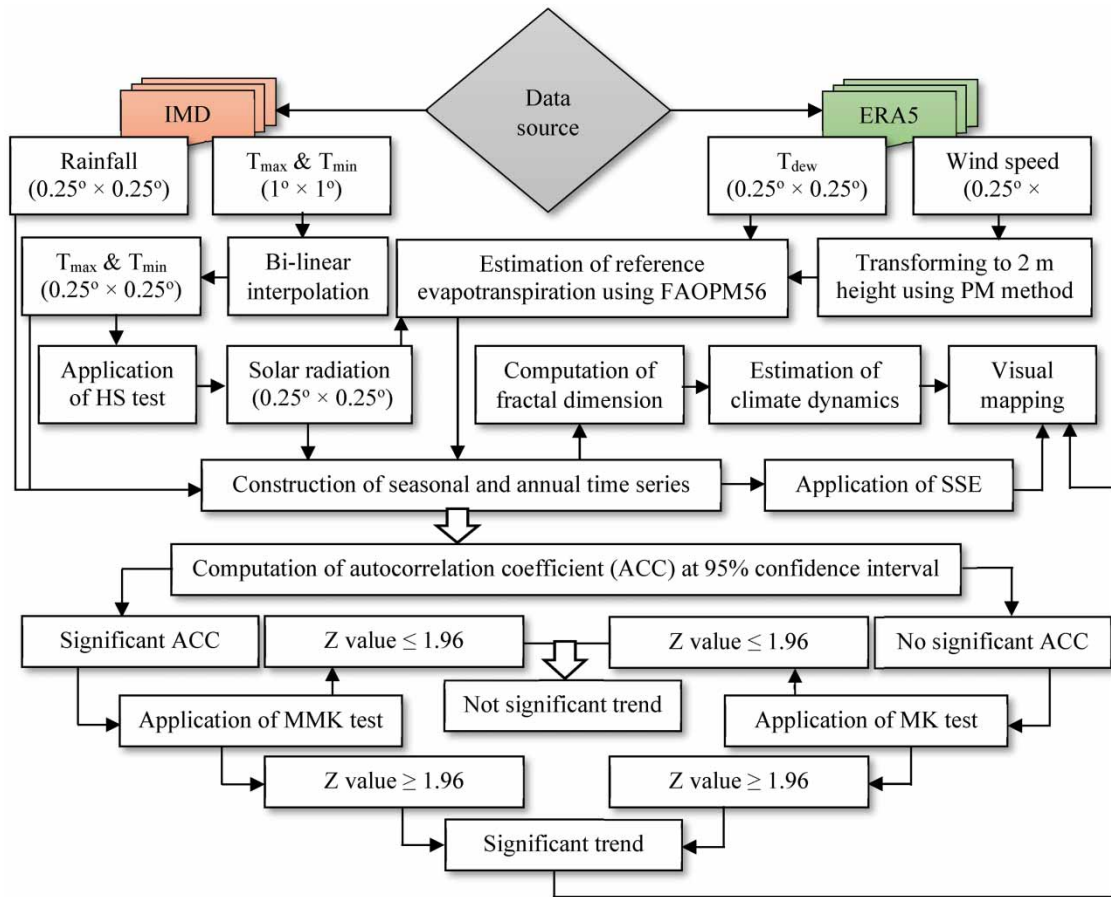 Data
source
IMD
ERA5
Rainfall
(0.25° × 0.25°)
Tmax & Tmin
(1° × 1°)
Tdew
(0.25° × 0.25°)
Wind speed
(0.25° ×
Tmax & Tmin
(0.25° × 0.25°)
Bi-linear
interpolation
Estimation of reference
evapotranspiration using FAOPM56
Transforming to 2 m
height using PM method
Application
of HS test
Solar radiation
(0.25° × 0.25°)
Computation of
fractal dimension
Estimation of
climate dynamics
Visual
mapping
Construction of seasonal and annual time series
Application of SSE
Computation of autocorrelation coefficient (ACC) at 95% confidence interval
Significant ACC
Z value ≤ 1.96
Z value ≤ 1.96
No significant ACC
Not significant trend
Application of MMK test
Application of MK test
Z value ≥ 1.96
Z value ≥ 1.96
Significant trend